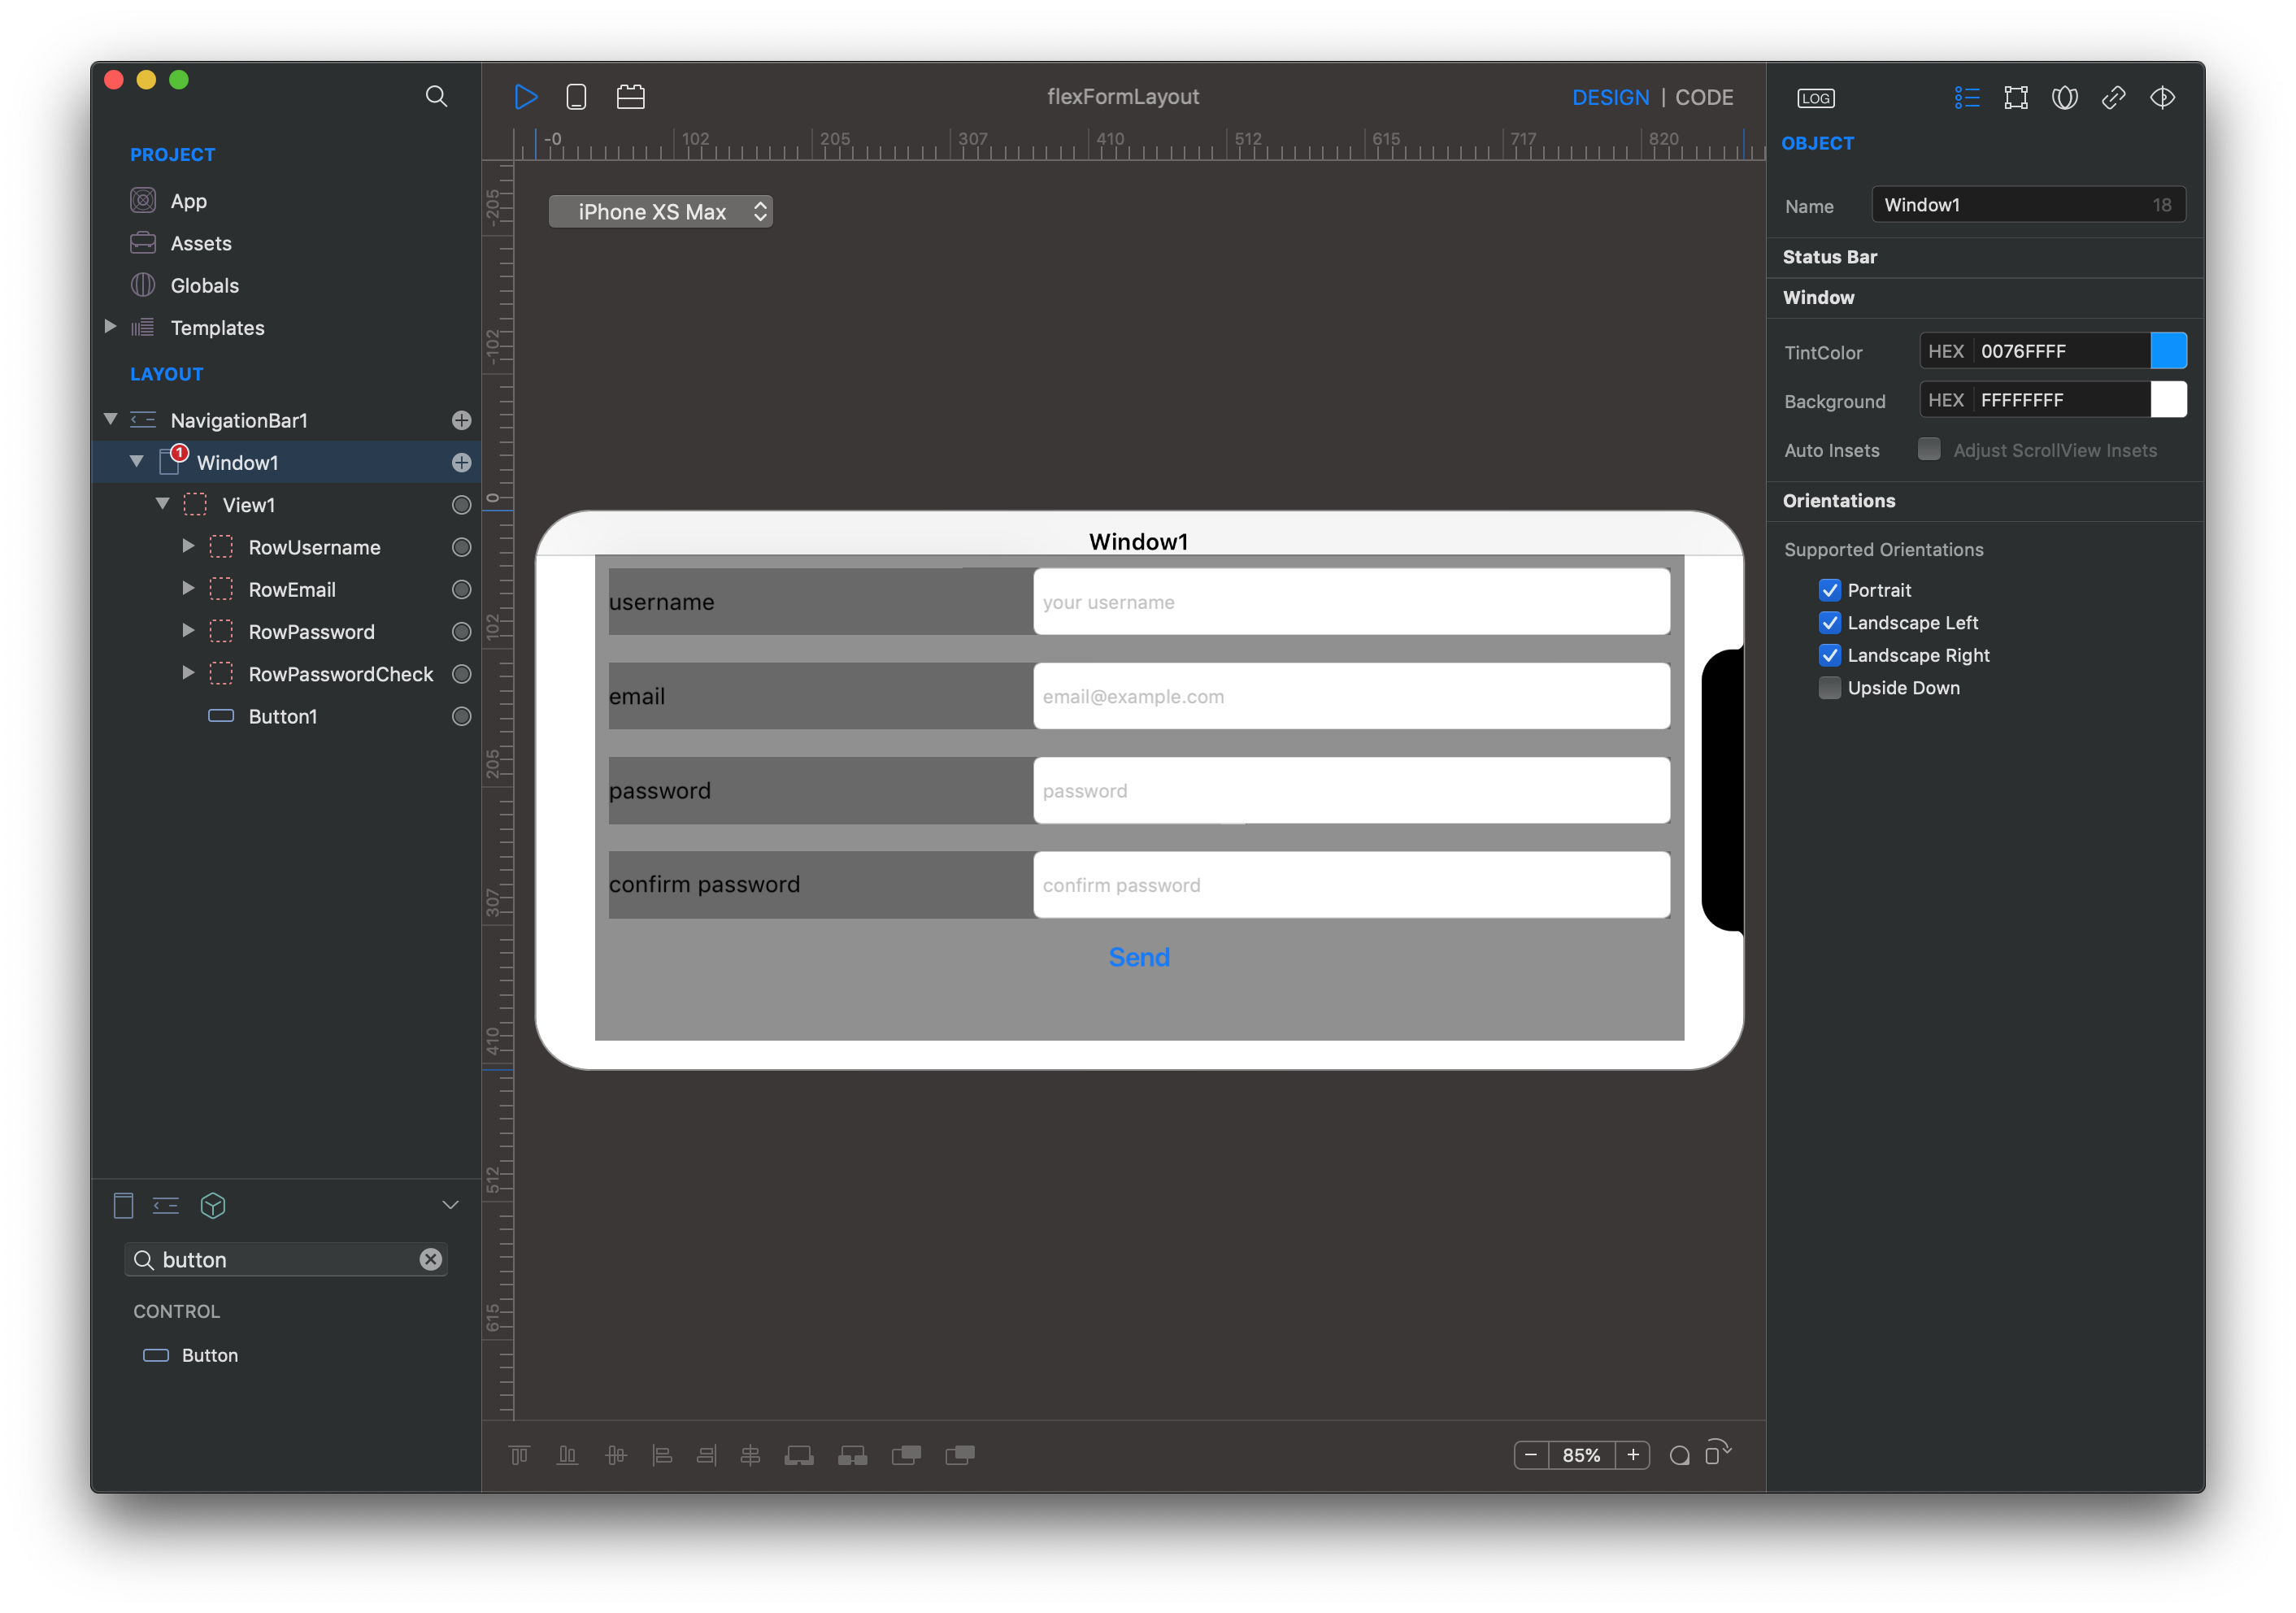 PROJECT
App
Assets
Globals
Templates
LAYOUT
NavigationBar1
1
Window1
View1
RowUsername
RowEmail
RowPassword
RowPasswordCheck
Button1
button
CONTROL
Button
flexFormLayout
DESIGN | CODE
-0 102 205 307 410 512 615 717 820
-205
-102
0
102
205
307
410
512
615
iPhone XS Max
Window1
username your username
email email@example.com
password password
confirm password confirm password
Send
85%
LOG
OBJECT
Name Window1 18
Status Bar
Window
TintColor HEX 0076FFFF
Background HEX FFFFFFFF
Auto Insets Adjust ScrollView Insets
Orientations
Supported Orientations
Portrait
Landscape Left
Landscape Right
Upside Down